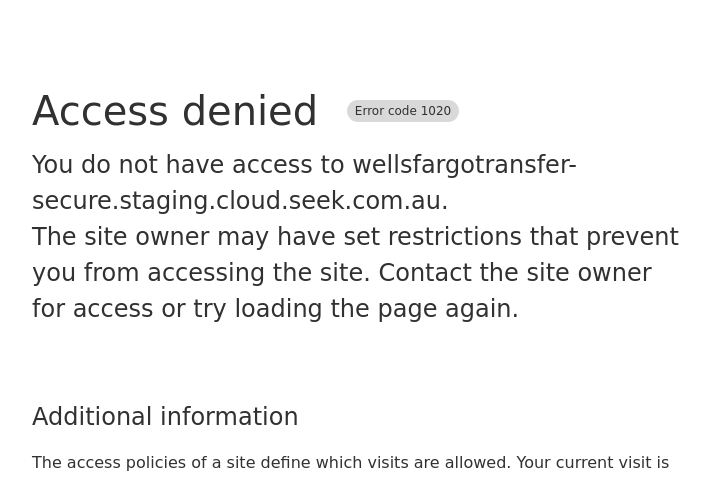 Access denied Error code 1020
You do not have access to wellsfargotransfer-
secure.staging.cloud.seek.com.au.
The site owner may have set restrictions that prevent
you from accessing the site. Contact the site owner
for access or try loading the page again.
Additional information
The access policies of a site define which visits are allowed. Your current visit is